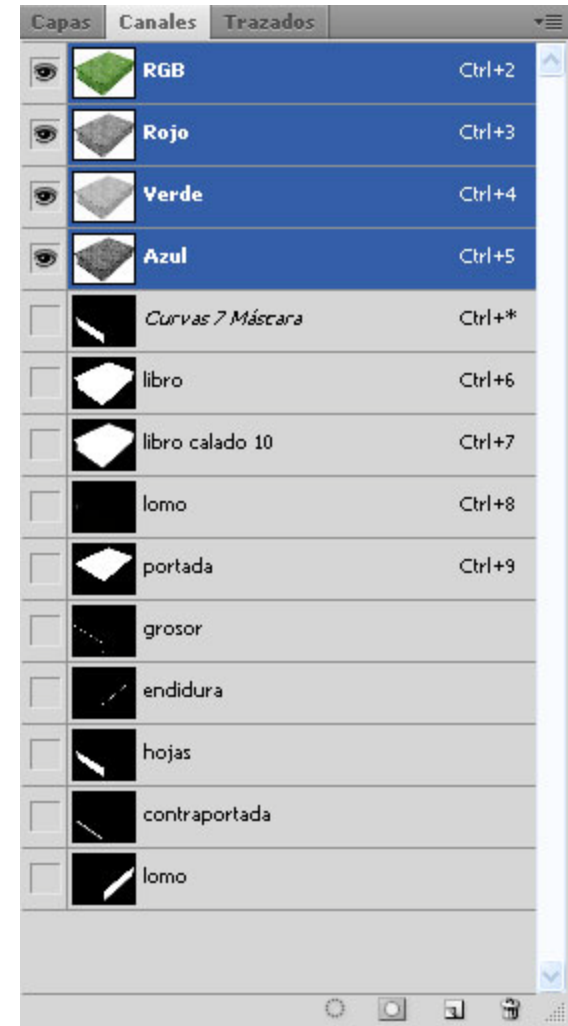 Capas Canales Trazados
RGB Ctrl+2
Rojo Ctrl+3
Verde Ctrl+4
Azul Ctrl+5
Curvas 7 Máscara Ctrl+*
libro Ctrl+6
libro calado 10 Ctrl+7
lomo Ctrl+8
portada Ctrl+9
grosor
endidura
hojas
contraportada
lomo